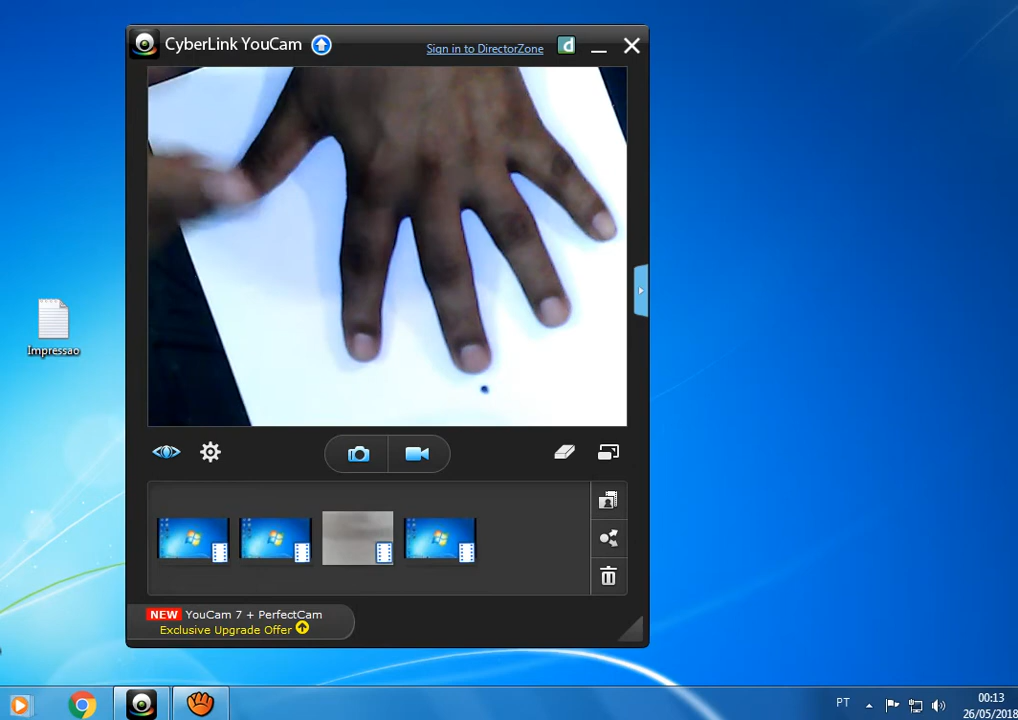 CyberLink YouCam
Sign in to DirectorZone
d
Impressao
NEW YouCam 7 + PerfectCam
Exclusive Upgrade Offer
PT
00:13
26/05/2018